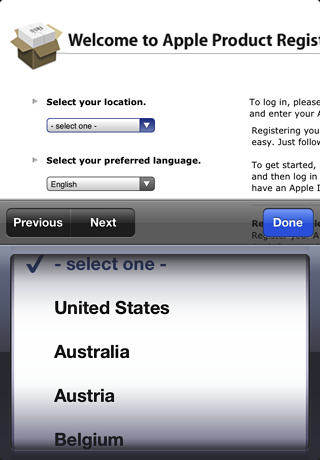 Welcome to Apple Product Regis
Select your location.
- select one -
Select your preferred language.
English
To log in, please
and enter your A
Registering you
easy. Just follow
To get started,
and then log in
have an Apple I
Previous
Next
Done
- select one -
United States
Australia
Austria
Belgium